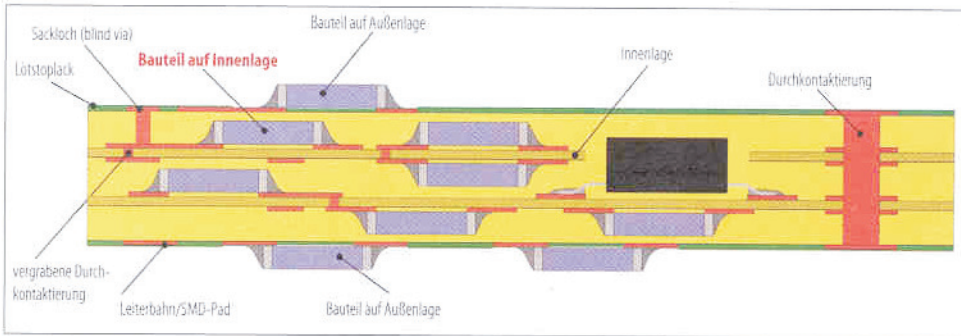 Bauteil auf Außenlage
Sackloch (blind via)
Bauteil auf Innenlage
Innenlage
Lötstoplack
Durchkontaktierung
vergrabene Durch-
kontaktierung
Leiterbahn/SMD-Pad
Bauteil auf Außenlage